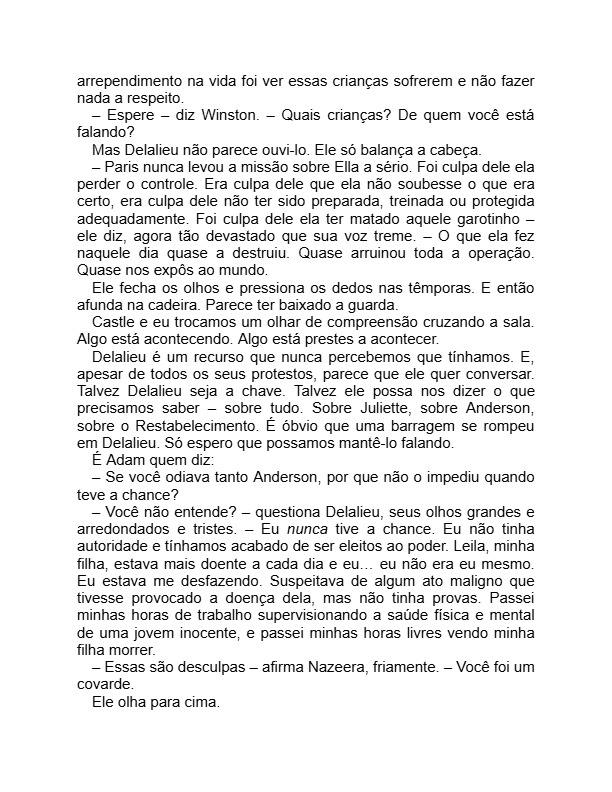 arrependimento na vida foi ver essas crianças sofrerem e não fazer
nada a respeito.
– Espere – diz Winston. – Quais crianças? De quem você está
falando?
Mas Delalieu não parece ouvi-lo. Ele só balança a cabeça.
– Paris nunca levou a missão sobre Ella a sério. Foi culpa dele ela
perder o controle. Era culpa dele que ela não soubesse o que era
certo, era culpa dele não ter sido preparada, treinada ou protegida
adequadamente. Foi culpa dele ela ter matado aquele garotinho –
ele diz, agora tão devastado que sua voz treme. – O que ela fez
naquele dia quase a destruiu. Quase arruinou toda a operação.
Quase nos expôs ao mundo.
Ele fecha os olhos e pressiona os dedos nas têmporas. E então
afunda na cadeira. Parece ter baixado a guarda.
Castle e eu trocamos um olhar de compreensão cruzando a sala.
Algo está acontecendo. Algo está prestes a acontecer.
Delalieu é um recurso que nunca percebemos que tínhamos. E,
apesar de todos os seus protestos, parece que ele quer conversar.
Talvez Delalieu seja a chave. Talvez ele possa nos dizer o que
precisamos saber – sobre tudo. Sobre Juliette, sobre Anderson,
sobre o Restabelecimento. É óbvio que uma barragem se rompeu
em Delalieu. Só espero que possamos mantê-lo falando.
É Adam quem diz:
– Se você odiava tanto Anderson, por que não o impediu quando
teve a chance?
– Você não entende? – questiona Delalieu, seus olhos grandes e
arredondados e tristes. – Eu nunca tive a chance. Eu não tinha
autoridade e tínhamos acabado de ser eleitos ao poder. Leila, minha
filha, estava mais doente a cada dia e eu… eu não era eu mesmo.
Eu estava me desfazendo. Suspeitava de algum ato maligno que
tivesse provocado a doença dela, mas não tinha provas. Passei
minhas horas de trabalho supervisionando a saúde física e mental
de uma jovem inocente, e passei minhas horas livres vendo minha
filha morrer.
– Essas são desculpas – afirma Nazeera, friamente. – Você foi um
covarde.
Ele olha para cima.